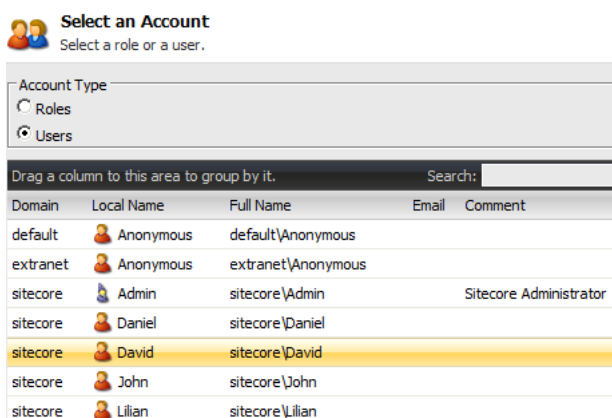 Select an Account
Select a role or a user.
Account Type
Roles
Users
Drag a column to this area to group by it. Search:
Domain Local Name Full Name Email Comment
default Anonymous default\Anonymous
extranet Anonymous extranet\Anonymous
sitecore Admin sitecore\Admin Sitecore Administrator
sitecore Daniel sitecore\Daniel
sitecore David sitecore\David
sitecore John sitecore\John
sitecore Lilian sitecore\Lilian